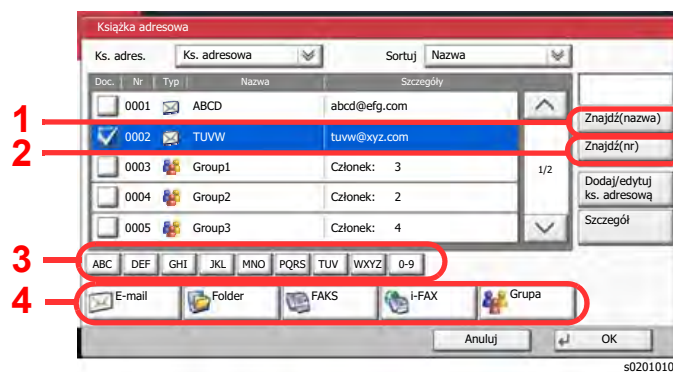 Książka adresowa
Ks. adres. Ks. adresowa Sortuj Nazwa
Doc. Nr Typ Nazwa Szczegóły
0001 ABCD abcd@efg.com
1 Znajdź(nazwa)
0002 TUVW tuvw@xyz.com
2 Znajdź(nr)
0003 Group1 Członek: 3 1/2
0004 Group2 Członek: 2 Dodaj/edytuj
ks. adresową
0005 Group3 Członek: 4 Szczegół
3 ABC DEF GHI JKL MNO PQRS TUV WXYZ 0-9
4 E-mail Folder FAKS i-FAX Grupa
Anuluj OK
s0201010